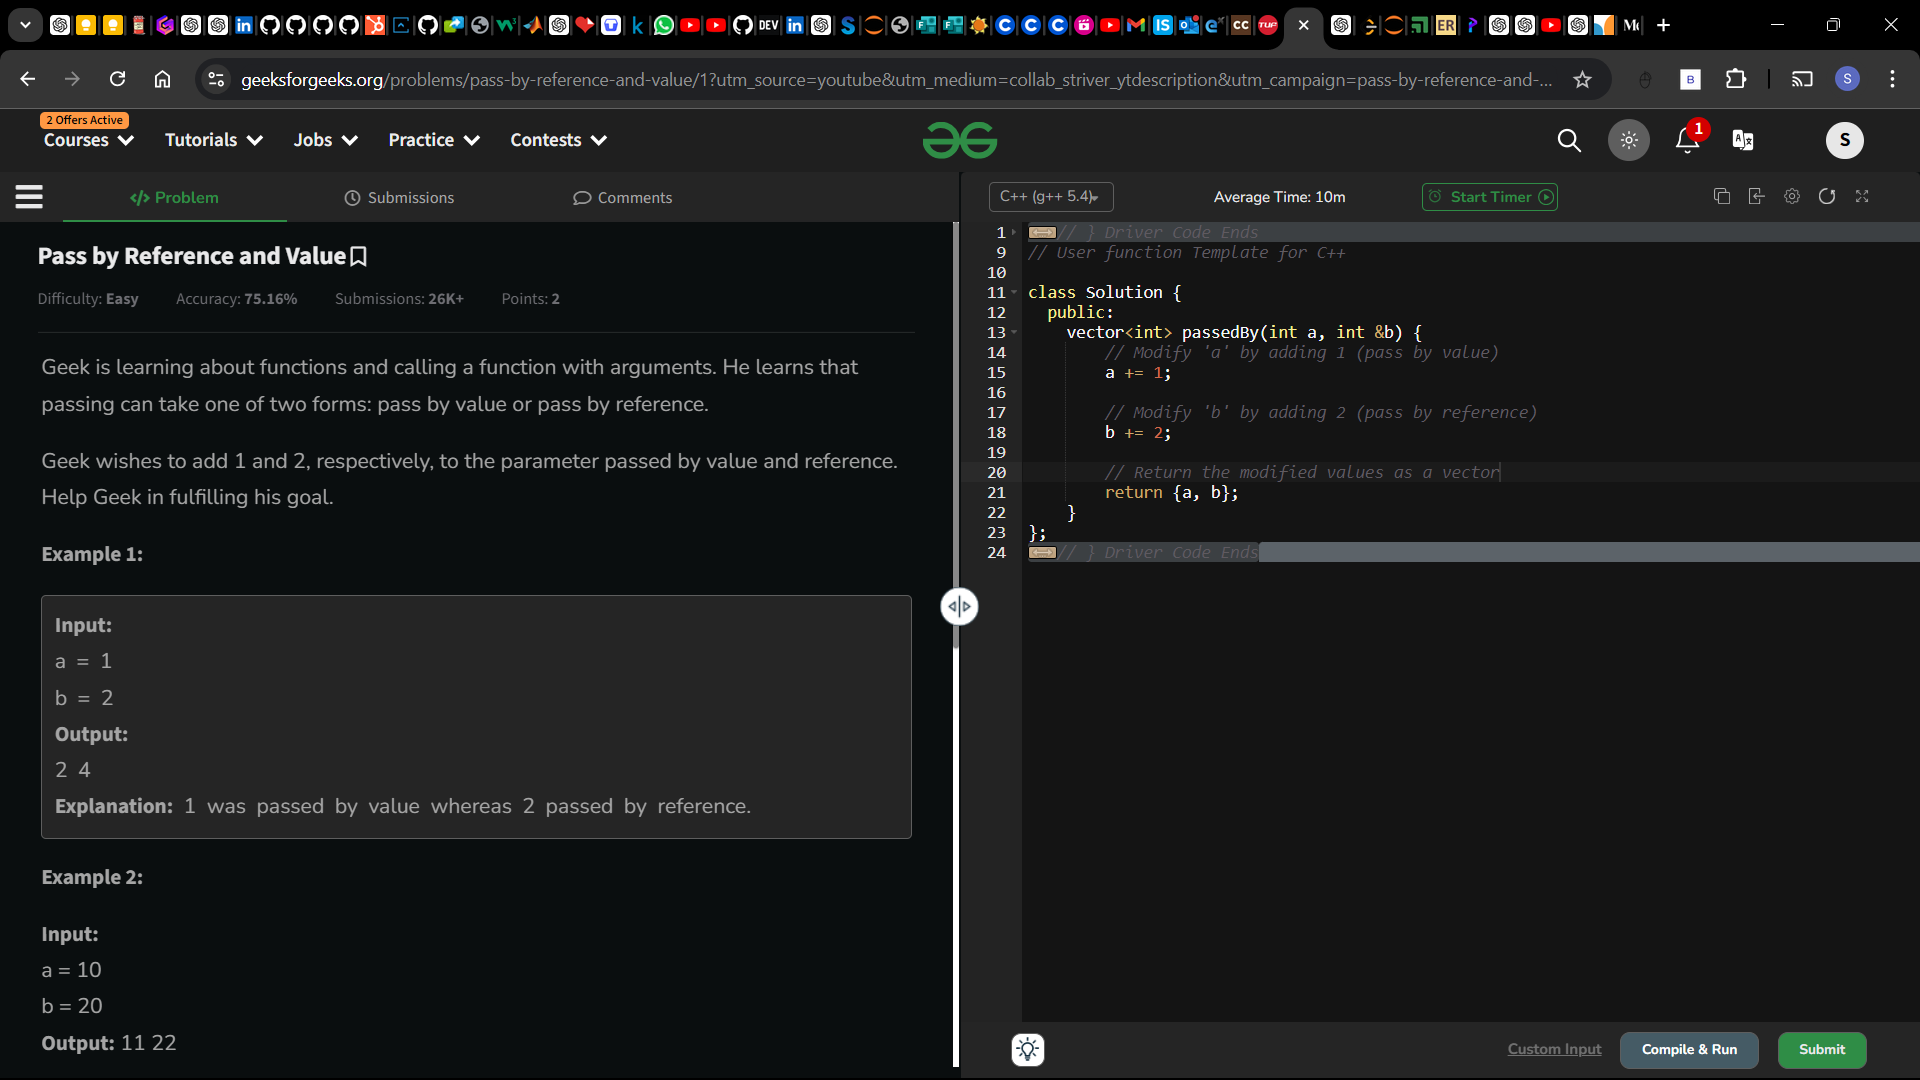 geeksforgeeks.org/problems/pass-by-reference-and-value/1?utm_source=youtube&utm_medium=collab_striver_ytdescription&utm_campaign=pass-by-reference-and-...
2 Offers Active
Courses Tutorials Jobs Practice Contests
1
S
</> Problem Submissions Comments
C++ (g++ 5.4) Average Time: 10m Start Timer
Pass by Reference and Value
Difficulty: Easy Accuracy: 75.16% Submissions: 26K+ Points: 2
Geek is learning about functions and calling a function with arguments. He learns that
passing can take one of two forms: pass by value or pass by reference.
Geek wishes to add 1 and 2, respectively, to the parameter passed by value and reference.
Help Geek in fulfilling his goal.
Example 1:
Input:
a = 1
b = 2
Output:
2 4
Explanation: 1 was passed by value whereas 2 passed by reference.
Example 2:
Input:
a = 10
b = 20
Output: 11 22
1 // } Driver Code Ends
9 // User function Template for C++
10
11 class Solution {
12 public:
13 vector<int> passedBy(int a, int &b) {
14 // Modify 'a' by adding 1 (pass by value)
15 a += 1;
16
17 // Modify 'b' by adding 2 (pass by reference)
18 b += 2;
19
20 // Return the modified values as a vector
21 return {a, b};
22 }
23 };
24 // } Driver Code Ends
Custom Input Compile & Run Submit